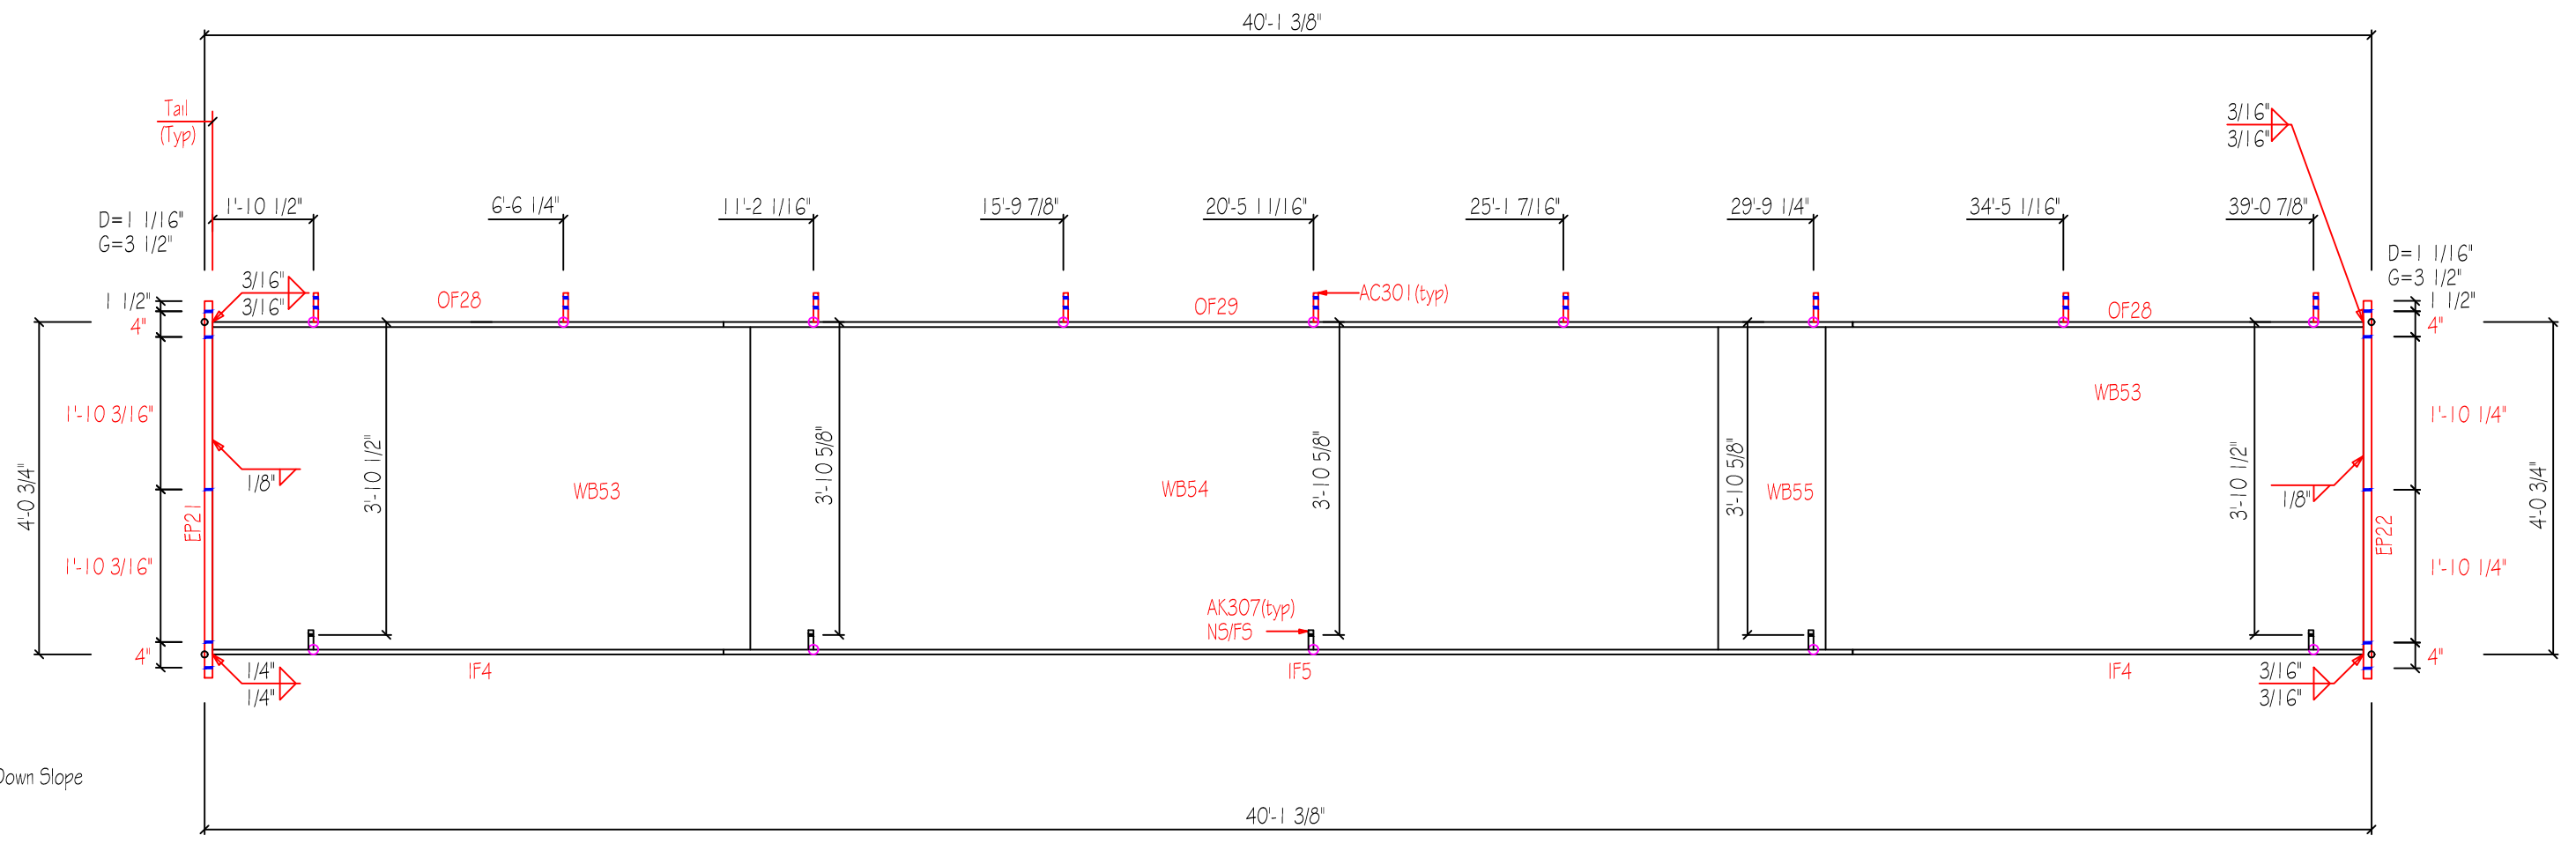 40'-1 3/8"
Tail
(Typ)
3/16"
3/16"
D=1 1/16"
G=3 1/2"
1'-10 1/2"
6'-6 1/4"
11'-2 1/16"
15'-9 7/8"
20'-5 11/16"
25'-1 7/16"
29'-9 1/4"
34'-5 1/16"
39'-0 7/8"
D=1 1/16"
G=3 1/2"
1 1/2"
4"
3/16"
3/16"
OF28
OF29
AC301(typ)
OF28
1 1/2"
4"
1'-10 3/16"
WB53
1'-10 1/4"
4'-0 3/4"
1/8"
3'-10 1/2"
WB53
3'-10 5/8"
WB54
3'-10 5/8"
3'-10 5/8"
WB55
3'-10 1/2"
1/8"
4'-0 3/4"
EP21
EP22
1'-10 3/16"
1'-10 1/4"
AK307(typ)
NS/FS
4"
1/4"
1/4"
IF4
IF5
IF4
3/16"
3/16"
4"
Down Slope
40'-1 3/8"